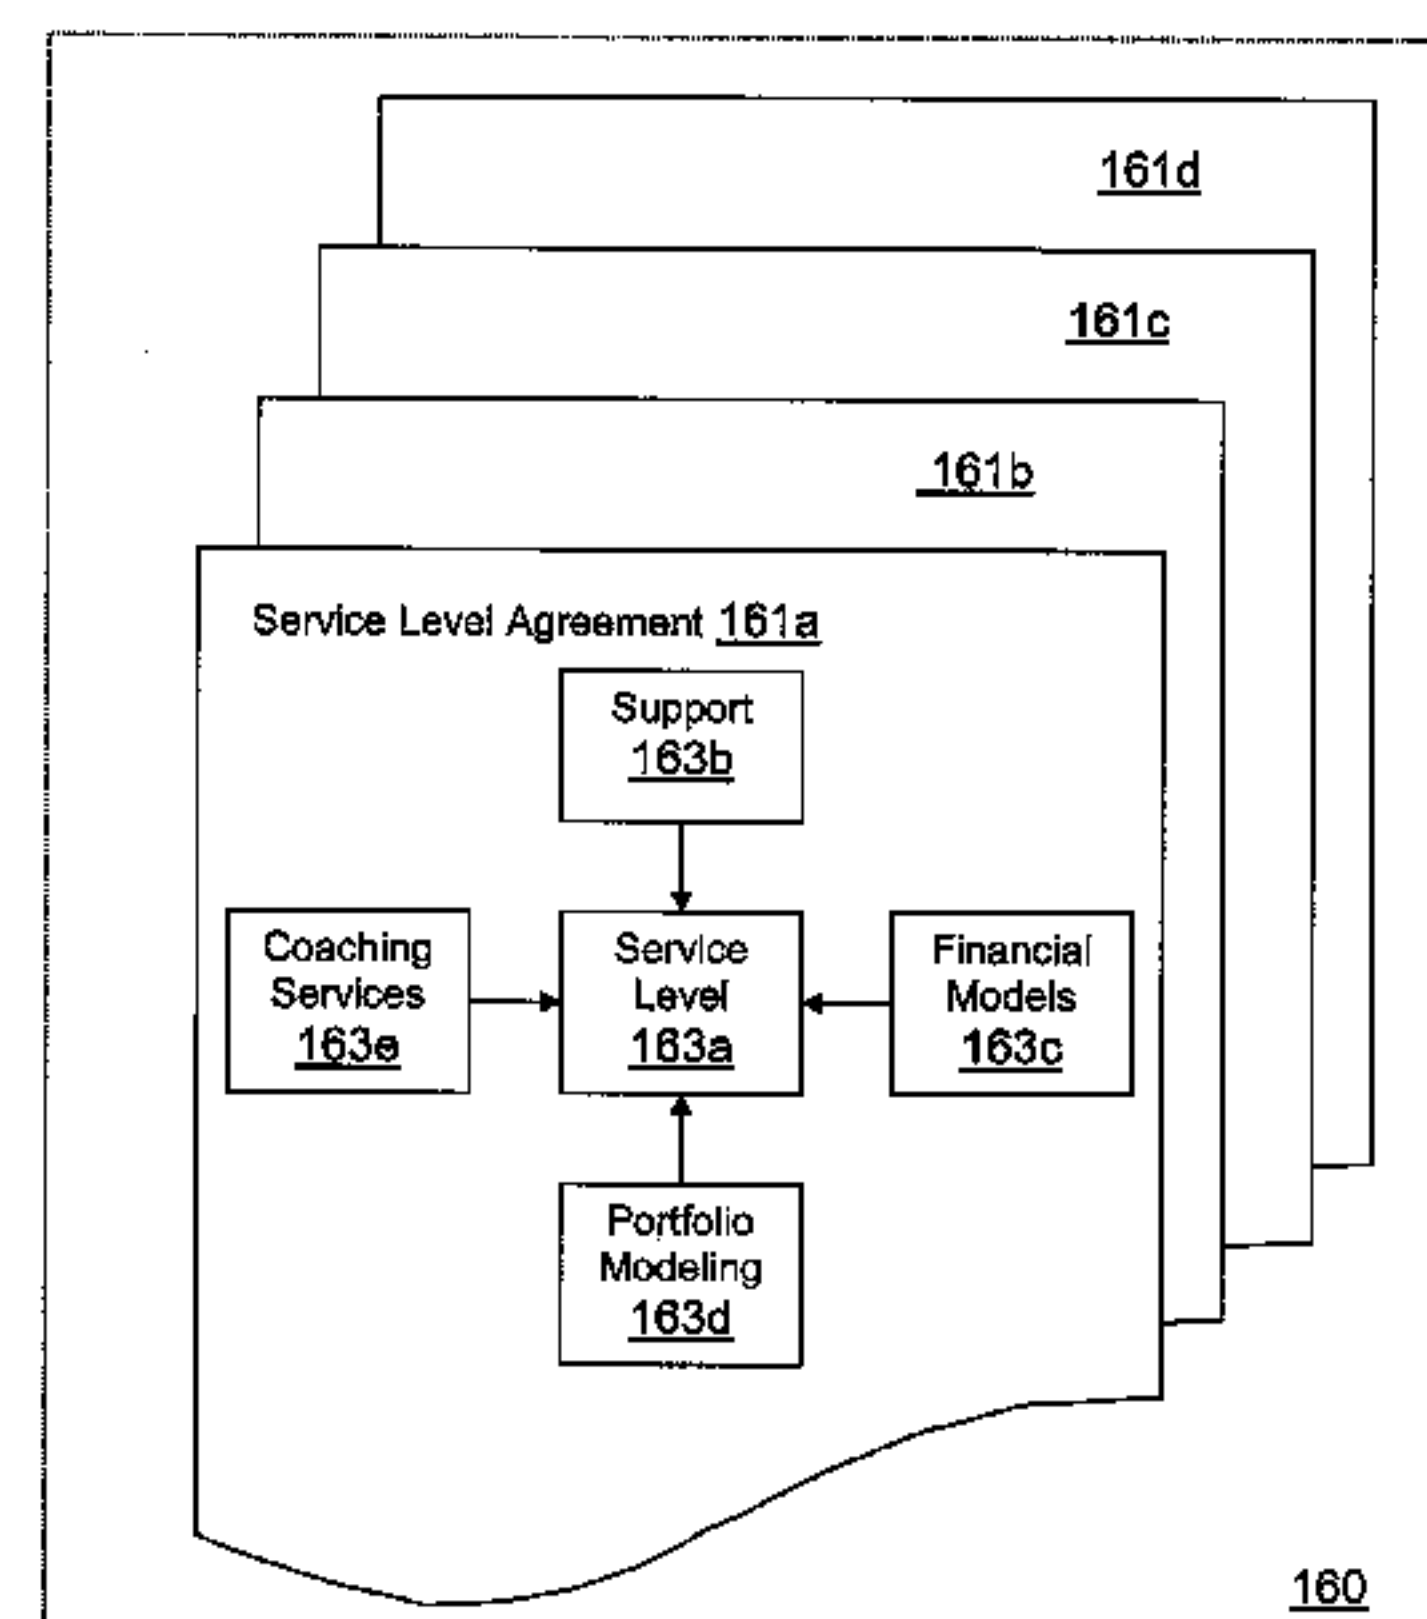 161d
161c
161b
Service Level Agreement 161a
Support
163b
Coaching
Services
163e
Service
Level
163a
Financial
Models
163c
Portfolio
Modeling
163d
160